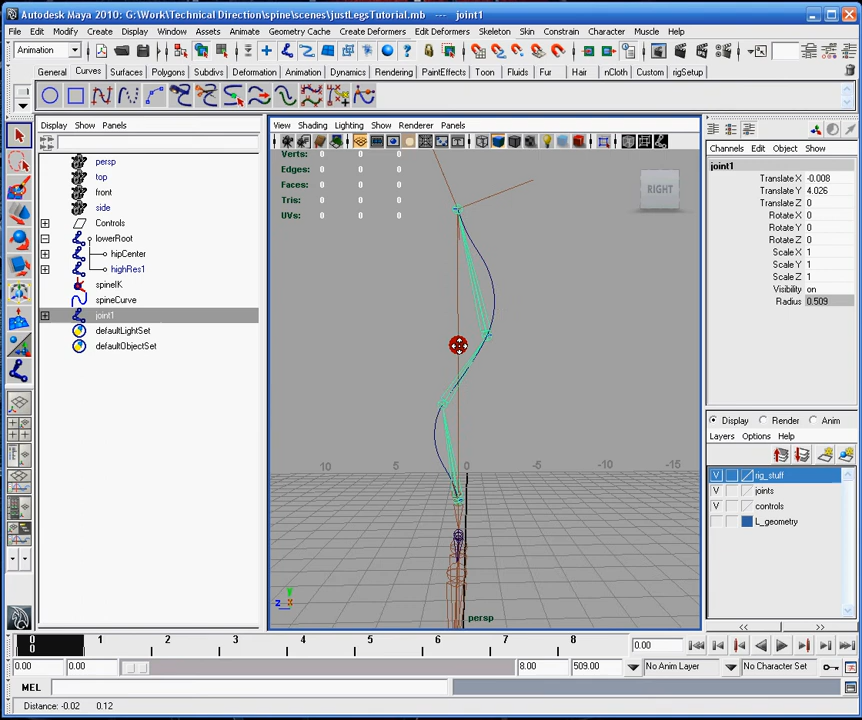 Autodesk Maya 2010: G:\Work\Technical Direction\spine\scenes\justLegsTutorial.mb --- joint1
File Edit Modify Create Display Window Assets Animate Geometry Cache Create Deformers Edit Deformers Skeleton Skin Constrain Character Muscle Help
Animation
General Curves Surfaces Polygons Subdivs Deformation Animation Dynamics Rendering PaintEffects Toon Fluids Fur Hair nCloth Custom rigSetup
Display Show Panels
View Shading Lighting Show Renderer Panels
Channels Edit Object Show
persp
top
front
side
Controls
lowerRoot
hipCenter
highRes1
spineIK
spineCurve
joint1
defaultLightSet
defaultObjectSet
Verts: 0 0 0
Edges: 0 0 0
Faces: 0 0 0
Tris: 0 0 0
UVs: 0 0 0
RIGHT
10 5 0 -5 -10 -15
persp
y
z x
joint1
Translate X -0.008
Translate Y 4.026
Translate Z 0
Rotate X 0
Rotate Y 0
Rotate Z 0
Scale X 1
Scale Y 1
Scale Z 1
Visibility on
Radius 0.509
Display Render Anim
Layers Options Help
V rig_stuff
V joints
V controls
L_geometry
0 1 2 3 4 5 6 7 8
0
0.00
0.00 0.00 8.00 509.00 No Anim Layer No Character Set
MEL
Distance: -0.02 0.12